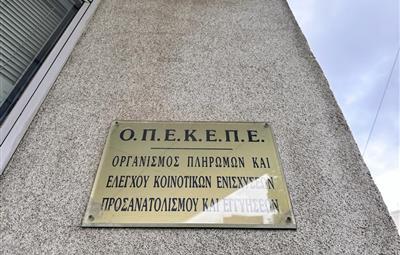 Ο.Π.Ε.Κ.Ε.Π.Ε.
ΟΡΓΑΝΙΣΜΟΣ ΠΛΗΡΩΜΩΝ ΚΑΙ
ΕΛΕΓΧΟΥ ΚΟΙΝΟΤΙΚΩΝ ΕΝΙΣΧΥΣΕΩΝ
ΠΡΟΣΑΝΑΤΟΛΙΣΜΟΥ ΚΑΙ ΕΓΓΥΗΣΕΩΝ